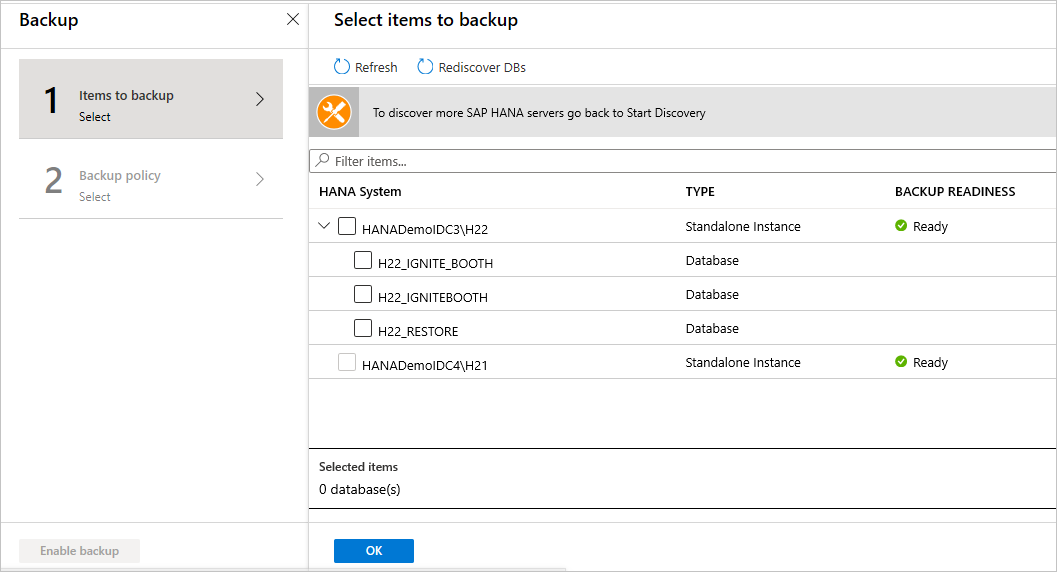 Backup
Select items to backup
1
Items to backup
Select
2
Backup policy
Select
Refresh
Rediscover DBs
To discover more SAP HANA servers go back to Start Discovery
Filter items...
HANA System TYPE BACKUP READINESS
HANADemoIDC3\H22 Standalone Instance Ready
H22_IGNITE_BOOTH Database
H22_IGNITEBOOTH Database
H22_RESTORE Database
HANADemoIDC4\H21 Standalone Instance Ready
Selected items
0 database(s)
Enable backup
OK